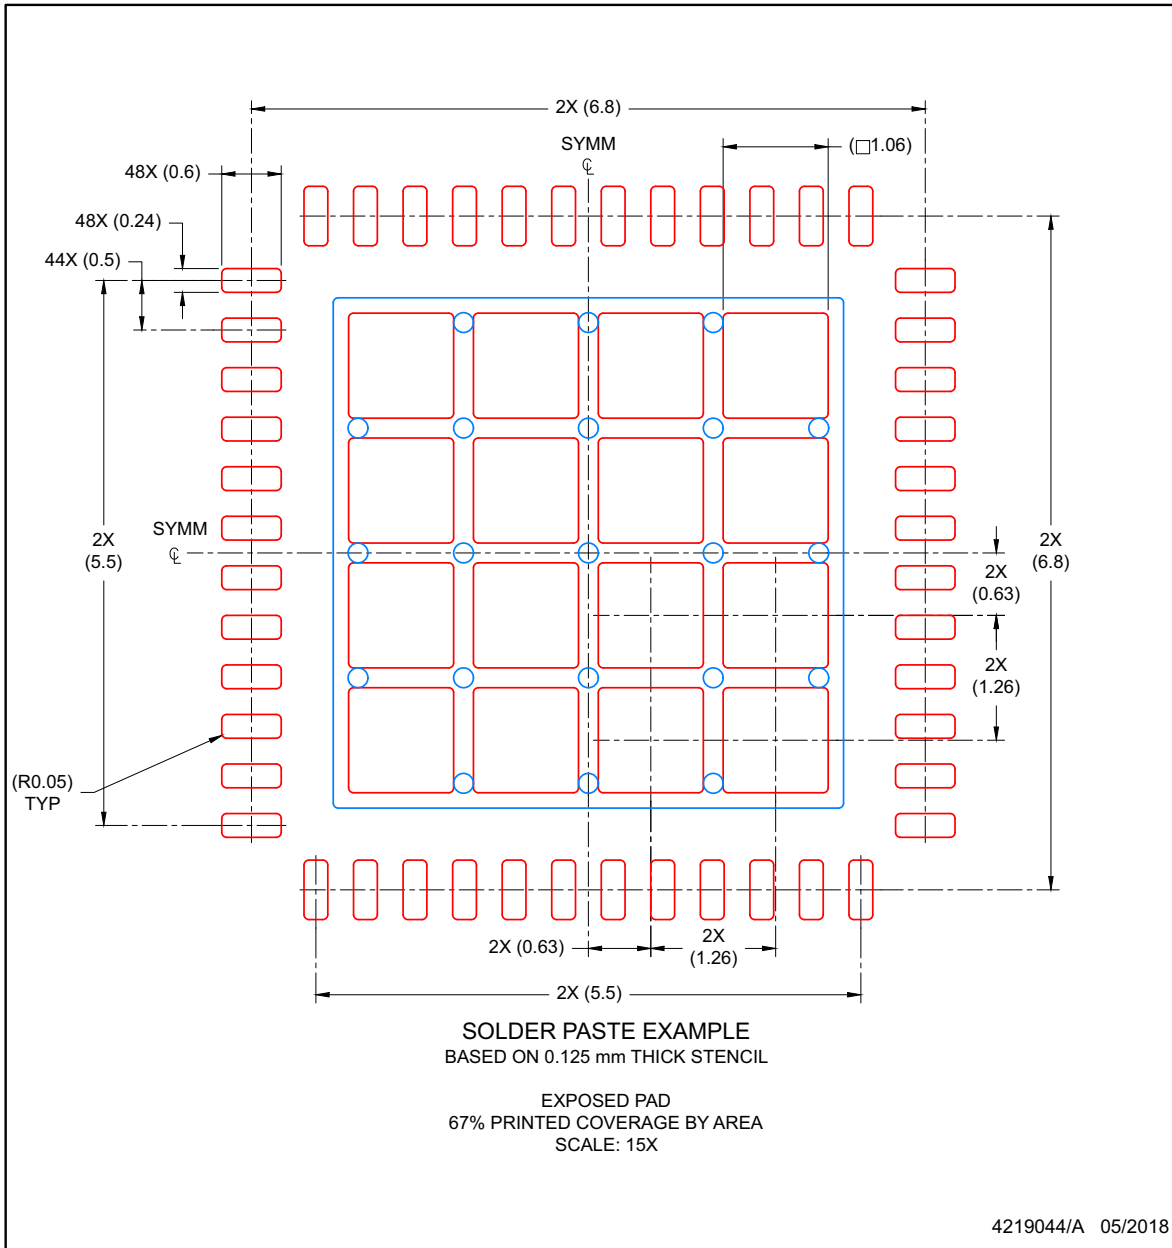 2X (6.8)
SYMM
℄
(□1.06)
48X (0.6)
48X (0.24)
44X (0.5)
SYMM
℄
2X
(5.5)
2X
(6.8)
2X
(0.63)
2X
(1.26)
(R0.05)
TYP
2X (0.63)
2X
(1.26)
2X (5.5)
SOLDER PASTE EXAMPLE
BASED ON 0.125 mm THICK STENCIL
EXPOSED PAD
67% PRINTED COVERAGE BY AREA
SCALE: 15X
4219044/A 05/2018